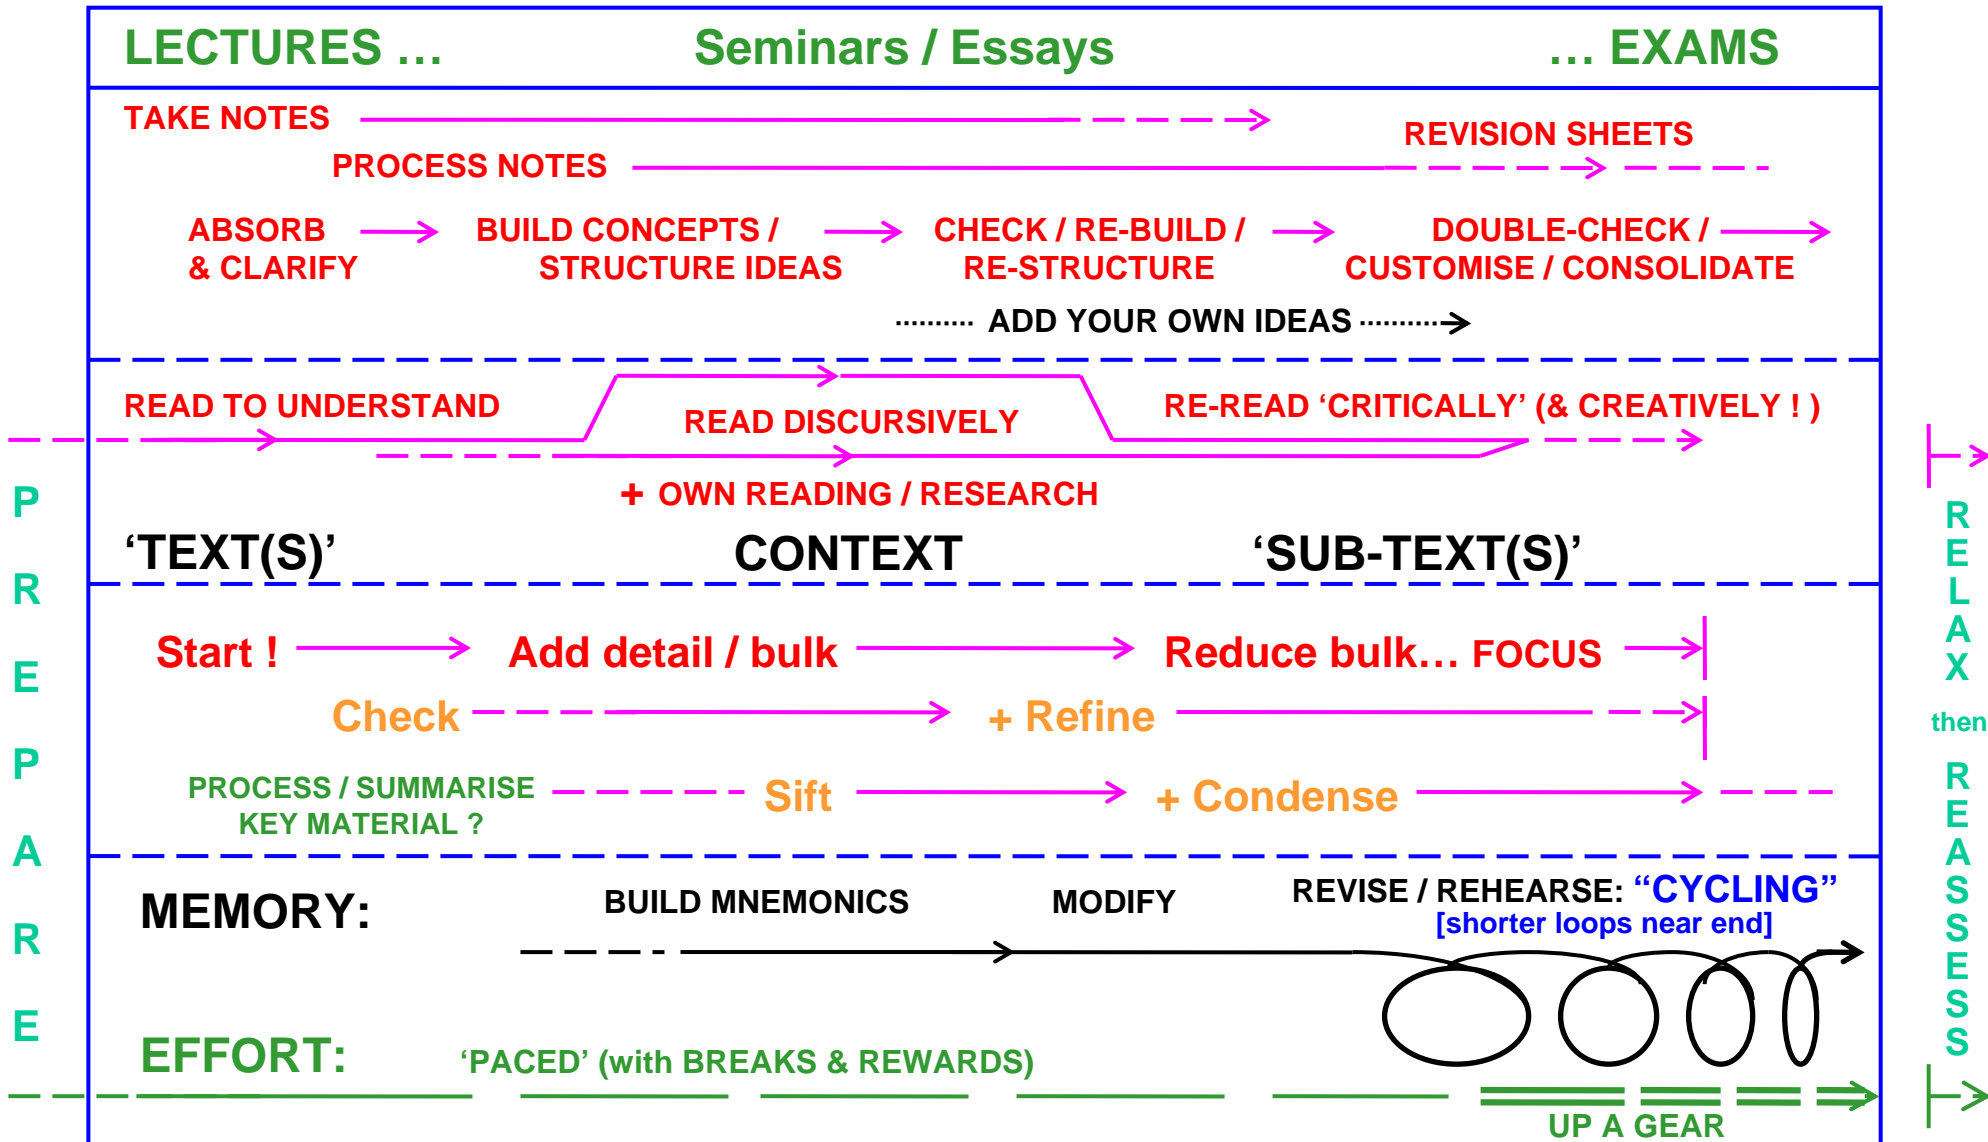 LECTURES … Seminars / Essays … EXAMS
TAKE NOTES
REVISION SHEETS
PROCESS NOTES
ABSORB
& CLARIFY
BUILD CONCEPTS /
STRUCTURE IDEAS
CHECK / RE-BUILD /
RE-STRUCTURE
DOUBLE-CHECK /
CUSTOMISE / CONSOLIDATE
ADD YOUR OWN IDEAS
READ TO UNDERSTAND
READ DISCURSIVELY
RE-READ ‘CRITICALLY’ (& CREATIVELY ! )
+ OWN READING / RESEARCH
‘TEXT(S)’ CONTEXT ‘SUB-TEXT(S)’
Start ! Add detail / bulk Reduce bulk… FOCUS
Check + Refine
PROCESS / SUMMARISE
KEY MATERIAL ?
Sift + Condense
MEMORY:
BUILD MNEMONICS
MODIFY
REVISE / REHEARSE: “CYCLING”
[shorter loops near end]
EFFORT:
‘PACED’ (with BREAKS & REWARDS)
UP A GEAR
PREPARE
RELAX
then
REASSESS